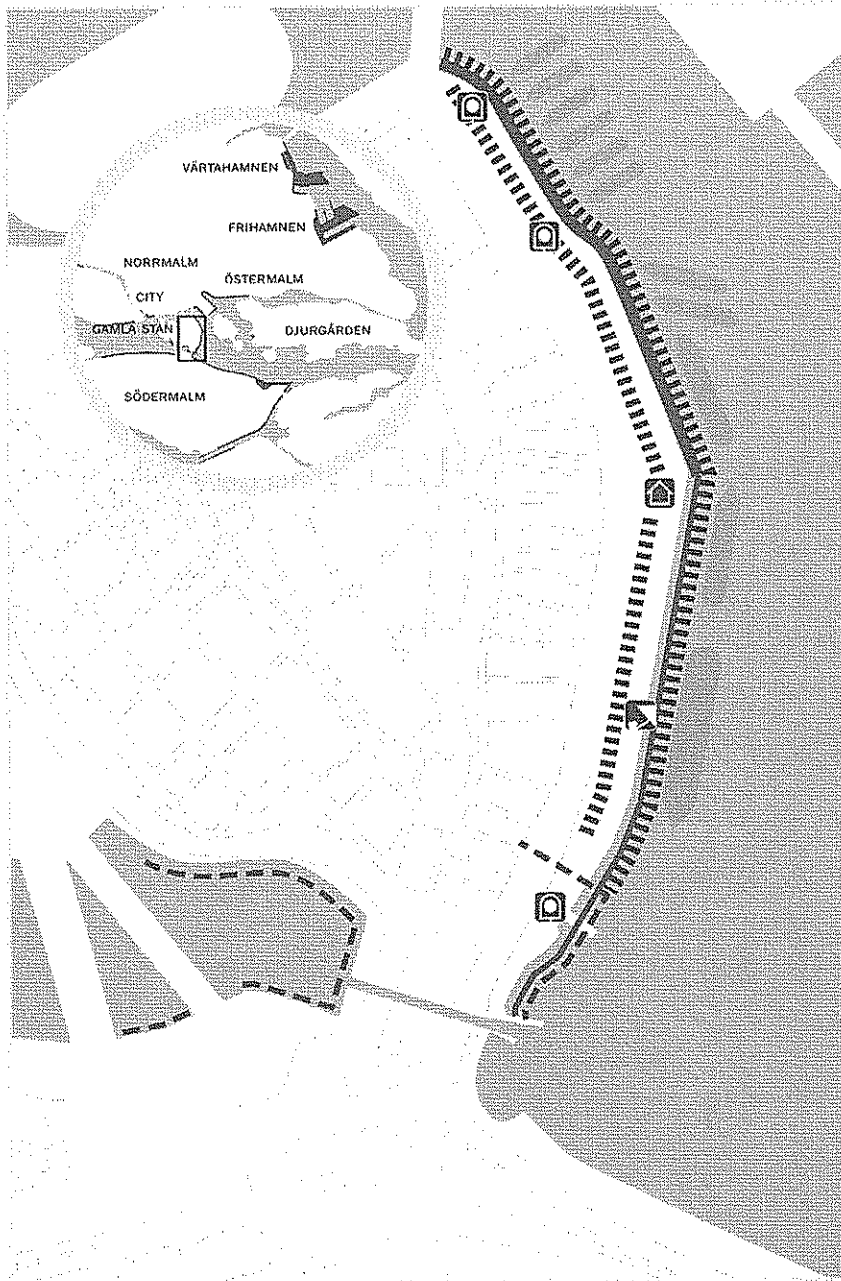 VÄRTAHAMNEN
FRIHAMNEN
NORRMALM
ÖSTERMALM
CITY
GAMLA STAN
DJURGÅRDEN
SÖDERMALM